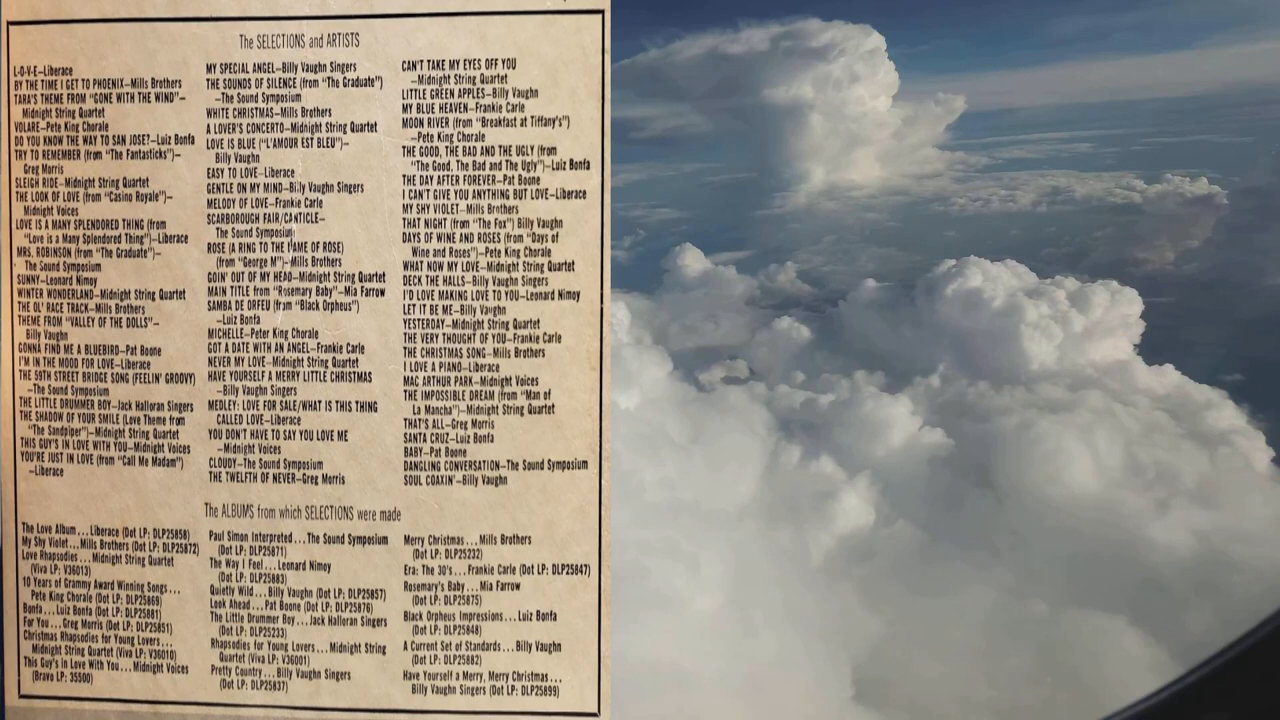 The SELECTIONS and ARTISTS
L-O-V-E—Liberace
BY THE TIME I GET TO PHOENIX—Mills Brothers
TARA'S THEME FROM "GONE WITH THE WIND"—
Midnight String Quartet
VOLARE—Pete King Chorale
DO YOU KNOW THE WAY TO SAN JOSE?—Luiz Bonfa
TRY TO REMEMBER (from "The Fantasticks")—
Greg Morris
SLEIGH RIDE—Midnight String Quartet
THE LOOK OF LOVE (from "Casino Royale")—
Midnight Voices
LOVE IS A MANY SPLENDORED THING (from
"Love is a Many Splendored Thing")—Liberace
MRS. ROBINSON (from "The Graduate")—
The Sound Symposium
SUNNY—Leonard Nimoy
WINTER WONDERLAND—Midnight String Quartet
THE OL' RACE TRACK—Mills Brothers
THEME FROM "VALLEY OF THE DOLLS"—
Billy Vaughn
GONNA FIND ME A BLUEBIRD—Pat Boone
I'M IN THE MOOD FOR LOVE—Liberace
THE 59TH STREET BRIDGE SONG (FEELIN' GROOVY)
—The Sound Symposium
THE LITTLE DRUMMER BOY—Jack Halloran Singers
THE SHADOW OF YOUR SMILE (Love Theme from
"The Sandpiper")—Midnight String Quartet
THIS GUY'S IN LOVE WITH YOU—Midnight Voices
YOU'RE JUST IN LOVE (from "Call Me Madam")
—Liberace
MY SPECIAL ANGEL—Billy Vaughn Singers
THE SOUNDS OF SILENCE (from "The Graduate")
—The Sound Symposium
WHITE CHRISTMAS—Mills Brothers
A LOVER'S CONCERTO—Midnight String Quartet
LOVE IS BLUE ("L'AMOUR EST BLEU")—
Billy Vaughn
EASY TO LOVE—Liberace
GENTLE ON MY MIND—Billy Vaughn Singers
MELODY OF LOVE—Frankie Carle
SCARBOROUGH FAIR/CANTICLE—
The Sound Symposium
ROSE (A RING TO THE NAME OF ROSE)
(from "George M")—Mills Brothers
GOIN' OUT OF MY HEAD—Midnight String Quartet
MAIN TITLE from "Rosemary Baby"—Mia Farrow
SAMBA DE ORFEU (from "Black Orpheus")
—Luiz Bonfa
MICHELLE—Peter King Chorale
GOT A DATE WITH AN ANGEL—Frankie Carle
NEVER MY LOVE—Midnight String Quartet
HAVE YOURSELF A MERRY LITTLE CHRISTMAS
—Billy Vaughn Singers
MEDLEY: LOVE FOR SALE/WHAT IS THIS THING
CALLED LOVE—Liberace
YOU DON'T HAVE TO SAY YOU LOVE ME
—Midnight Voices
CLOUDY—The Sound Symposium
THE TWELFTH OF NEVER—Greg Morris
CAN'T TAKE MY EYES OFF YOU
—Midnight String Quartet
LITTLE GREEN APPLES—Billy Vaughn
MY BLUE HEAVEN—Frankie Carle
MOON RIVER (from "Breakfast at Tiffany's")
—Pete King Chorale
THE GOOD, THE BAD AND THE UGLY (from
"The Good, The Bad and The Ugly")—Luiz Bonfa
THE DAY AFTER FOREVER—Pat Boone
I CAN'T GIVE YOU ANYTHING BUT LOVE—Liberace
MY SHY VIOLET—Mills Brothers
THAT NIGHT (from "The Fox") Billy Vaughn
DAYS OF WINE AND ROSES (from "Days of
Wine and Roses")—Pete King Chorale
WHAT NOW MY LOVE—Midnight String Quartet
DECK THE HALLS—Billy Vaughn Singers
I'D LOVE MAKING LOVE TO YOU—Leonard Nimoy
LET IT BE ME—Billy Vaughn
YESTERDAY—Midnight String Quartet
THE VERY THOUGHT OF YOU—Frankie Carle
THE CHRISTMAS SONG—Mills Brothers
I LOVE A PIANO—Liberace
MAC ARTHUR PARK—Midnight Voices
THE IMPOSSIBLE DREAM (from "Man of
La Mancha")—Midnight String Quartet
THAT'S ALL—Greg Morris
SANTA CRUZ—Luiz Bonfa
BABY—Pat Boone
DANGLING CONVERSATION—The Sound Symposium
SOUL COAXIN'—Billy Vaughn
The ALBUMS from which SELECTIONS were made
The Love Album...Liberace (Dot LP: DLP25858)
My Shy Violet...Mills Brothers (Dot LP: DLP25872)
Love Rhapsodies...Midnight String Quartet
(Viva LP: V36013)
10 Years of Grammy Award Winning Songs...
Pete King Chorale (Dot LP: DLP25869)
Bonfa...Luiz Bonfa (Dot LP: DLP25881)
For You...Greg Morris (Dot LP: DLP25851)
Christmas Rhapsodies for Young Lovers...
Midnight String Quartet (Viva LP: V36010)
This Guy's in Love With You...Midnight Voices
(Bravo LP: 35500)
Paul Simon Interpreted...The Sound Symposium
(Dot LP: DLP25871)
The Way I Feel...Leonard Nimoy
(Dot LP: DLP25883)
Quietly Wild...Billy Vaughn (Dot LP: DLP25857)
Look Ahead...Pat Boone (Dot LP: DLP25876)
The Little Drummer Boy...Jack Halloran Singers
(Dot LP: DLP25233)
Rhapsodies for Young Lovers...Midnight String
Quartet (Viva LP: V36001)
Pretty Country...Billy Vaughn Singers
(Dot LP: DLP25837)
Merry Christmas...Mills Brothers
(Dot LP: DLP25232)
Era: The 30's...Frankie Carle (Dot LP: DLP25847)
Rosemary's Baby...Mia Farrow
(Dot LP: DLP25875)
Black Orpheus Impressions...Luiz Bonfa
(Dot LP: DLP25848)
A Current Set of Standards...Billy Vaughn
(Dot LP: DLP25882)
Have Yourself a Merry, Merry Christmas...
Billy Vaughn Singers (Dot LP: DLP25899)